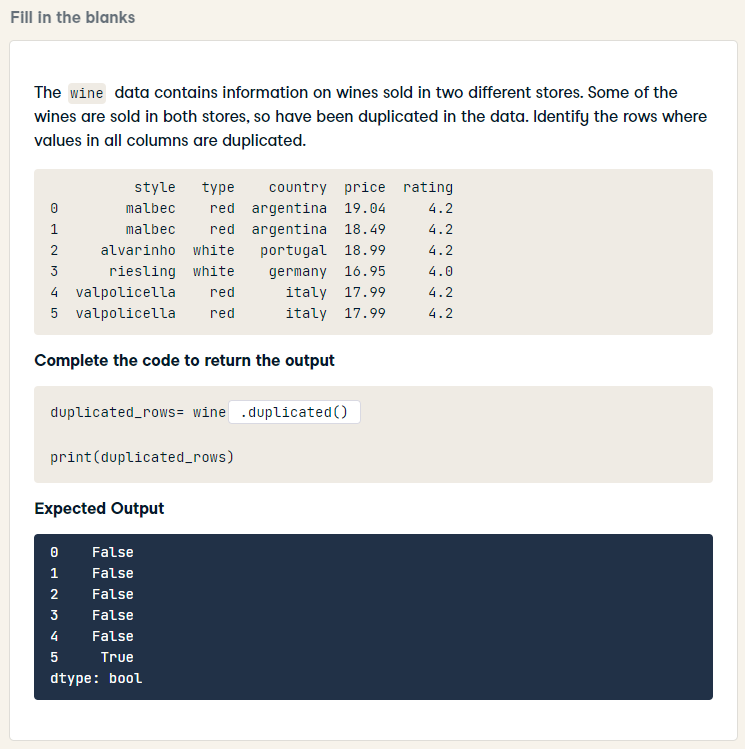 Fill in the blanks
The wine data contains information on wines sold in two different stores. Some of the
wines are sold in both stores, so have been duplicated in the data. Identify the rows where
values in all columns are duplicated.
style type country price rating
0 malbec red argentina 19.04 4.2
1 malbec red argentina 18.49 4.2
2 alvarinho white portugal 18.99 4.2
3 riesling white germany 16.95 4.0
4 valpolicella red italy 17.99 4.2
5 valpolicella red italy 17.99 4.2
Complete the code to return the output
duplicated_rows= wine .duplicated()
print(duplicated_rows)
Expected Output
0 False
1 False
2 False
3 False
4 False
5 True
dtype: bool